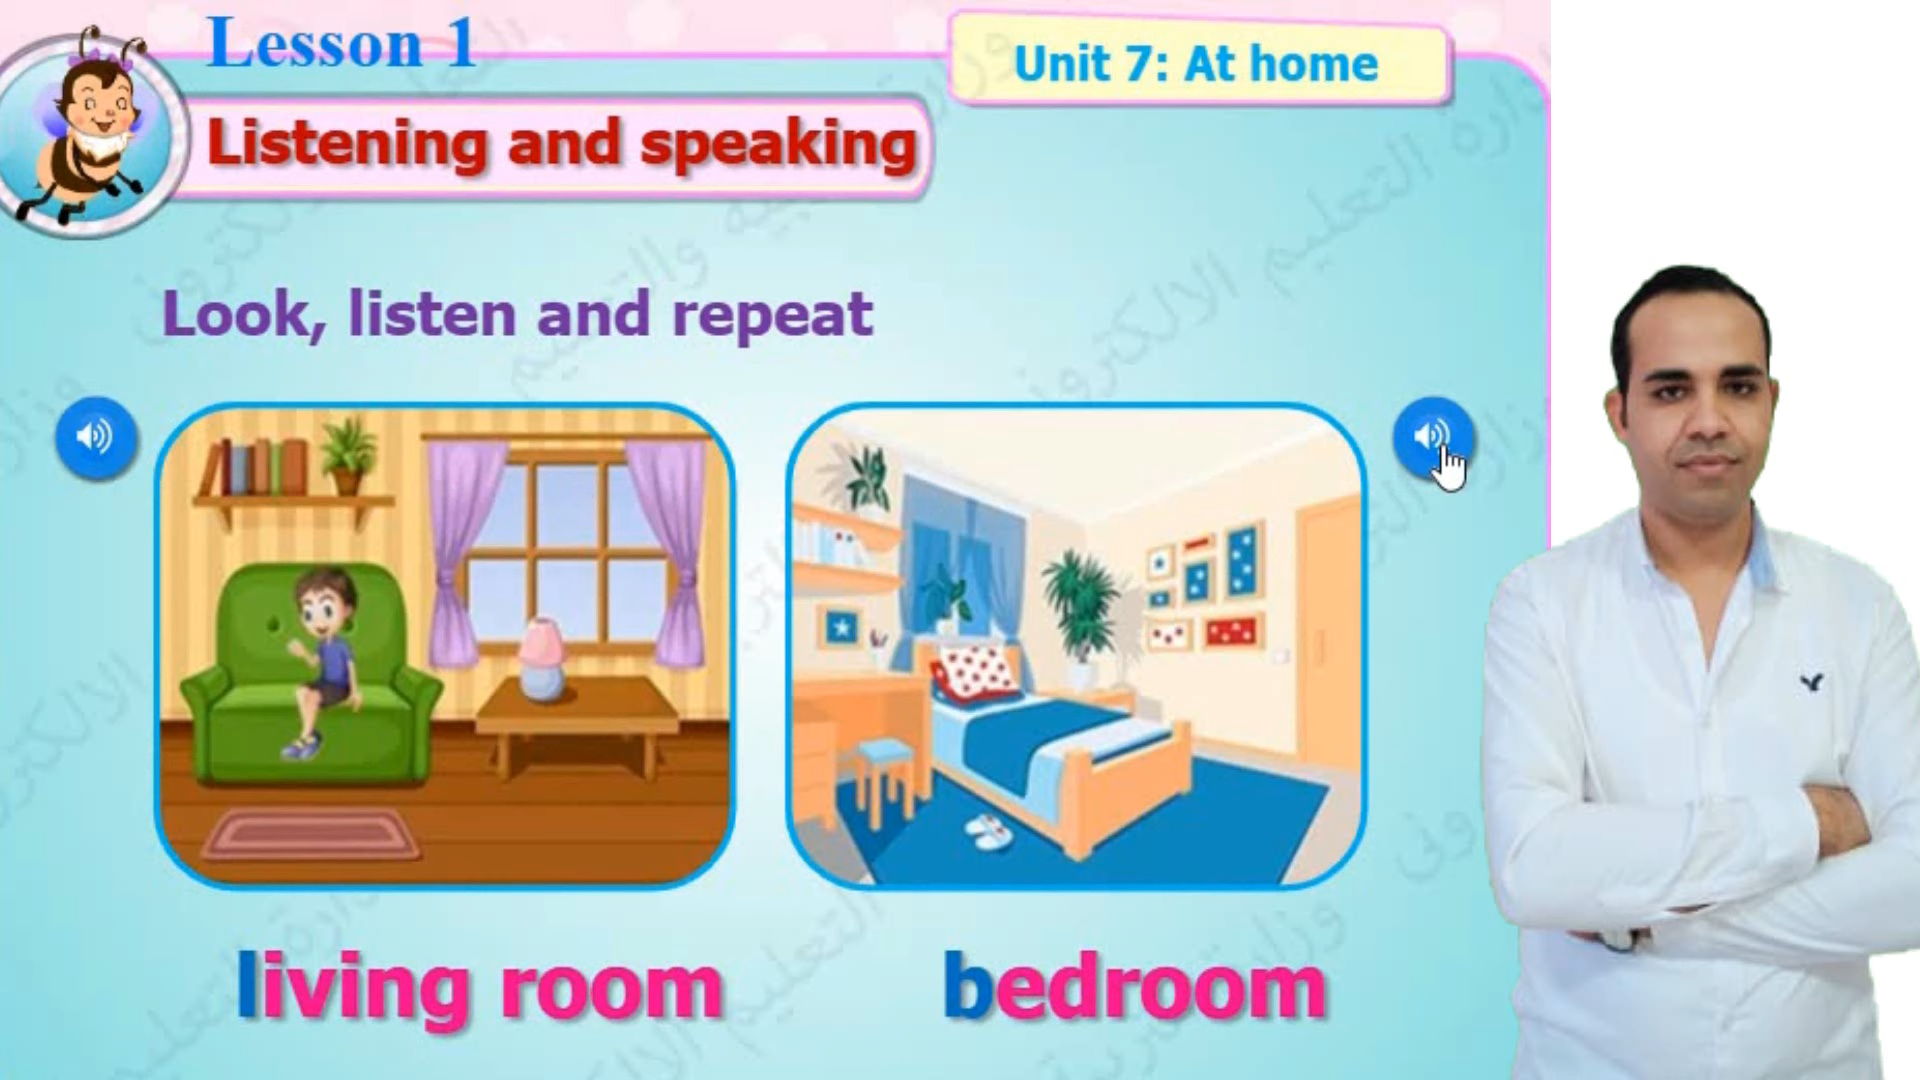 Lesson 1
Unit 7: At home
Listening and speaking
Look, listen and repeat
living room
bedroom